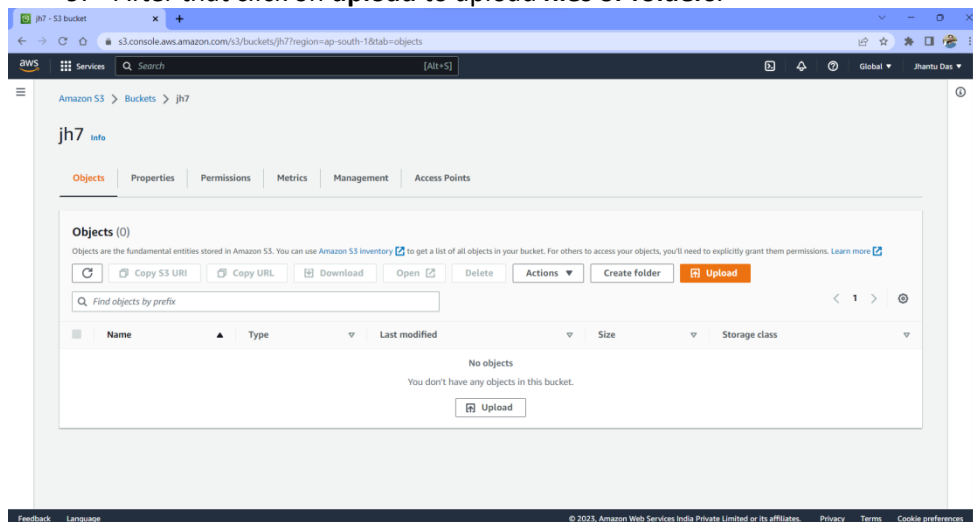 After that click on upload to upload files or folders.
jh7 - S3 bucket
s3.console.aws.amazon.com/s3/buckets/jh7?region=ap-south-1&tab=objects
aws Services Search [Alt+S] Global ▼ Jhantu Das ▼
Amazon S3 > Buckets > jh7
jh7 Info
Objects Properties Permissions Metrics Management Access Points
Objects (0)
Objects are the fundamental entities stored in Amazon S3. You can use Amazon S3 inventory to get a list of all objects in your bucket. For others to access your objects, you'll need to explicitly grant them permissions. Learn more
Copy S3 URI Copy URL Download Open Delete Actions ▼ Create folder Upload
Find objects by prefix < 1 >
Name ▲ Type Last modified Size Storage class
No objects
You don't have any objects in this bucket.
Upload
Feedback Language © 2023, Amazon Web Services India Private Limited or its affiliates. Privacy Terms Cookie preferences